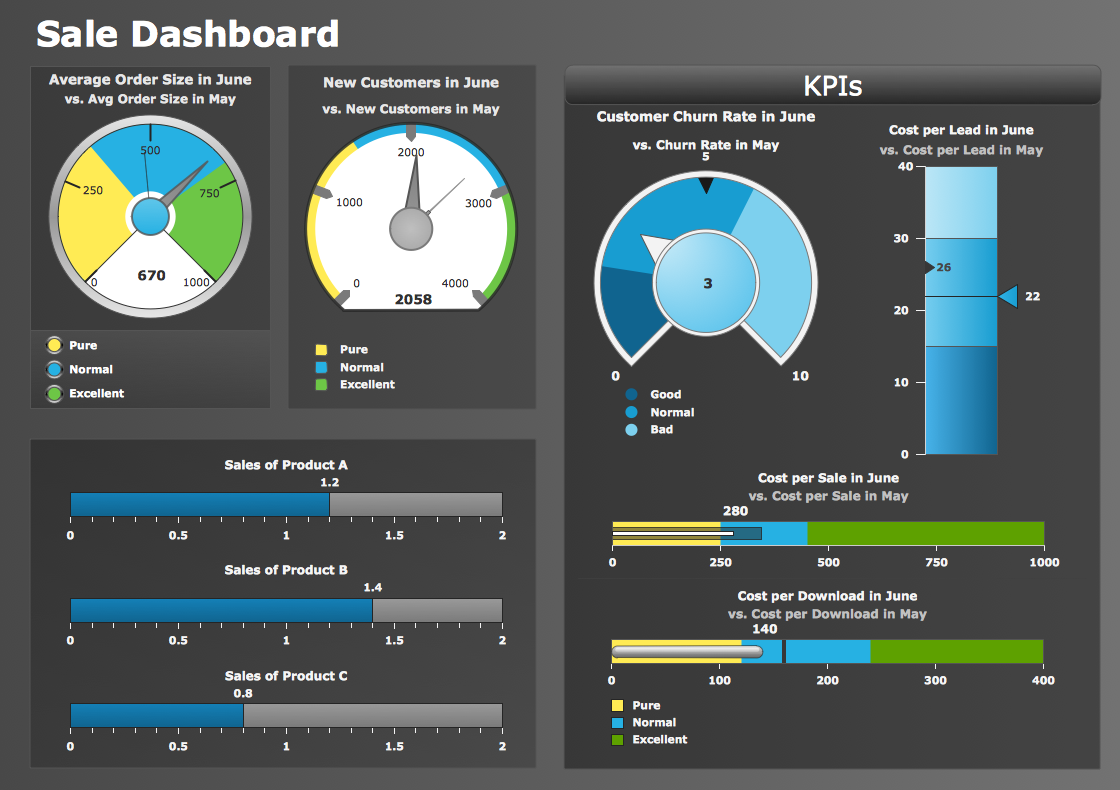 Sale Dashboard
Average Order Size in June
vs. Avg Order Size in May
0
250
500
750
1000
670
Pure
Normal
Excellent
New Customers in June
vs. New Customers in May
0
1000
2000
3000
4000
2058
Pure
Normal
Excellent
Sales of Product A
1.2
0 0.5 1 1.5 2
Sales of Product B
1.4
0 0.5 1 1.5 2
Sales of Product C
0.8
0 0.5 1 1.5 2
KPIs
Customer Churn Rate in June
vs. Churn Rate in May
5
3
0 10
Good
Normal
Bad
Cost per Lead in June
vs. Cost per Lead in May
40
30
26
22
20
10
0
Cost per Sale in June
vs. Cost per Sale in May
280
0 250 500 750 1000
Cost per Download in June
vs. Cost per Download in May
140
0 100 200 300 400
Pure
Normal
Excellent